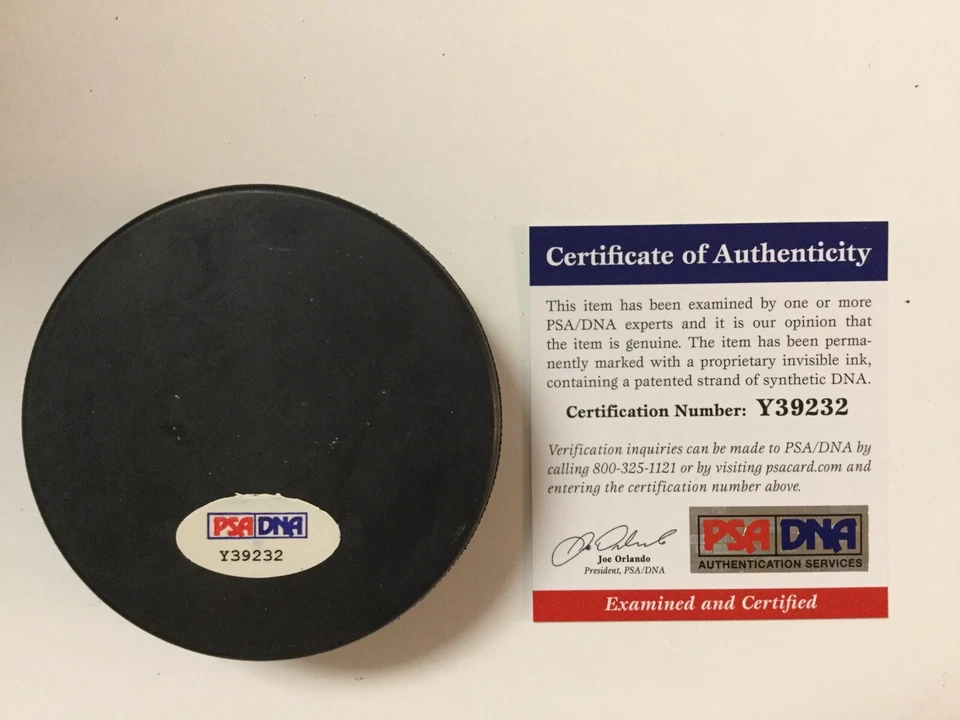 PSA DNA
Y39232
Certificate of Authenticity
This item has been examined by one or more
PSA/DNA experts and it is our opinion that
the item is genuine. The item has been perma-
nently marked with a proprietary invisible ink,
containing a patented strand of synthetic DNA.
Certification Number: Y39232
Verification inquiries can be made to PSA/DNA by
calling 800-325-1121 or by visiting psacard.com and
entering the certification number above.
Joe Orlando
President, PSA/DNA
PSA DNA
AUTHENTICATION SERVICES
Examined and Certified